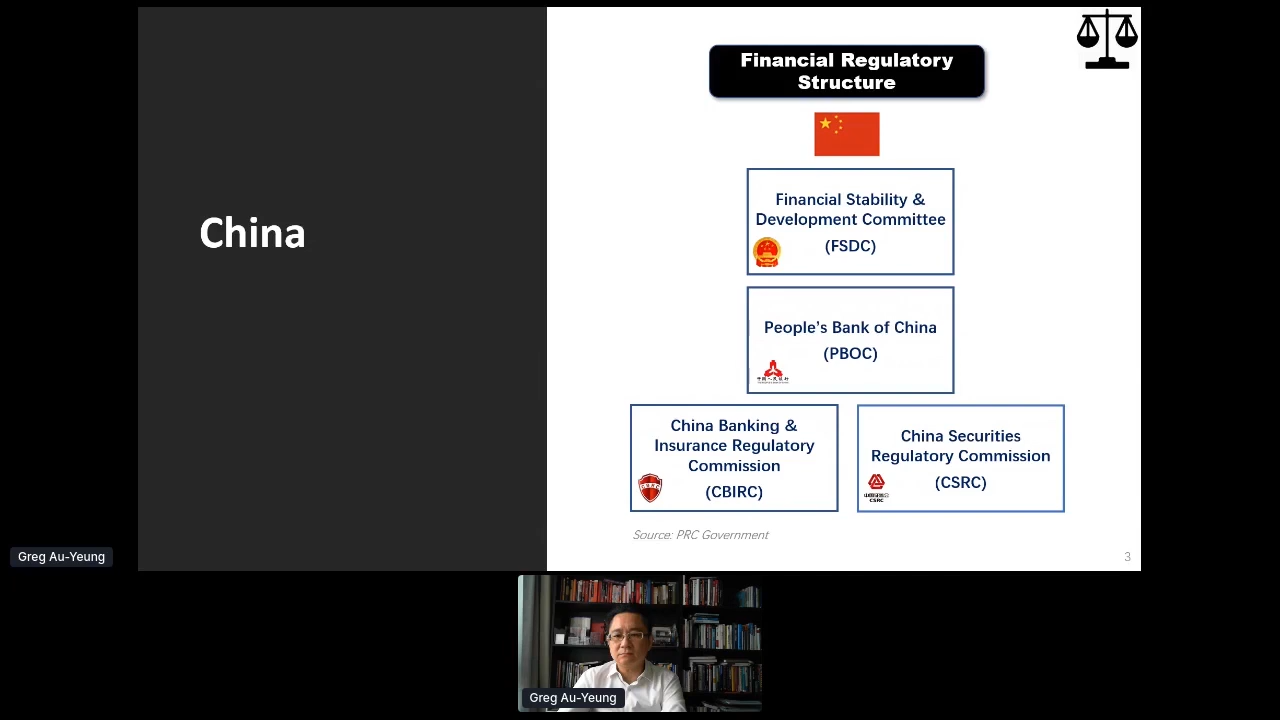 Financial Regulatory
Structure
China
Financial Stability &
Development Committee
(FSDC)
People’s Bank of China
(PBOC)
China Banking &
Insurance Regulatory
Commission
(CBIRC)
China Securities
Regulatory Commission
(CSRC)
CSRC
Source: PRC Government
3
Greg Au-Yeung
Greg Au-Yeung